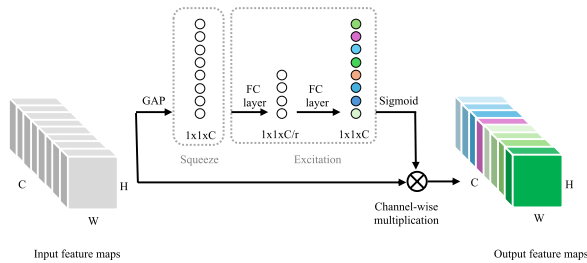 GAP
1x1xC
Squeeze
FC
layer
1x1xC/r
FC
layer
1x1xC
Excitation
Sigmoid
C
H
W
Input feature maps
Channel-wise
multiplication
C
H
W
Output feature maps